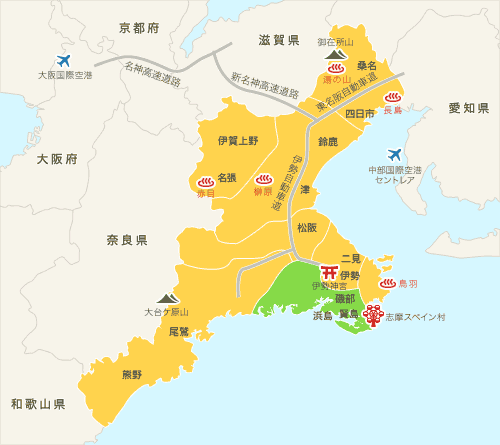 京都府
滋賀県
御在所山
桑名
大阪国際空港
名神高速道路
新名神高速道路
湯の山
東名阪自動車道
長島
愛知県
四日市
伊賀上野
鈴鹿
大阪府
伊勢自動車道
中部国際空港
セントレア
名張
赤目
榊原
津
松阪
奈良県
二見
伊勢
鳥羽
伊勢神宮
磯部
大台ケ原山
浜島
賢島
志摩スペイン村
尾鷲
熊野
和歌山県